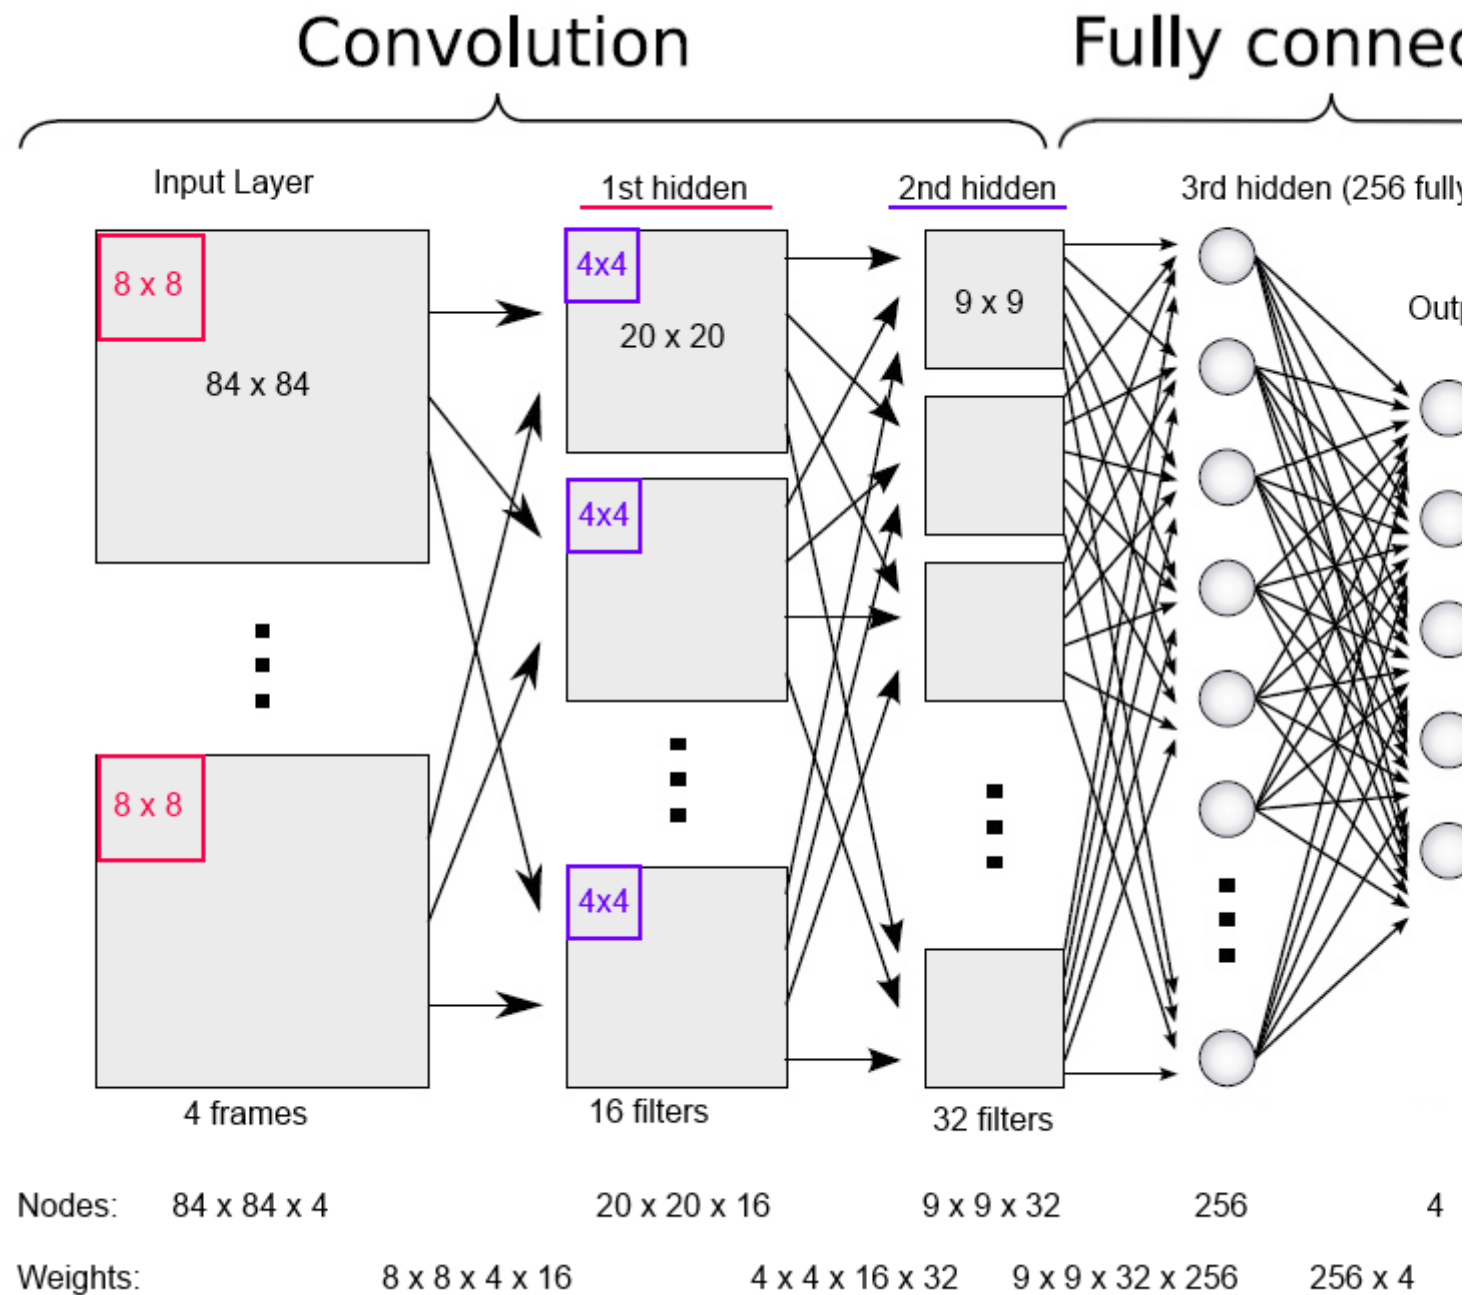 Convolution
Fully connec
Input Layer
1st hidden
2nd hidden
3rd hidden (256 fully
8 x 8
84 x 84
4x4
20 x 20
9 x 9
Outp
4x4
8 x 8
4x4
4 frames
16 filters
32 filters
Nodes: 84 x 84 x 4 20 x 20 x 16 9 x 9 x 32 256 4
Weights: 8 x 8 x 4 x 16 4 x 4 x 16 x 32 9 x 9 x 32 x 256 256 x 4